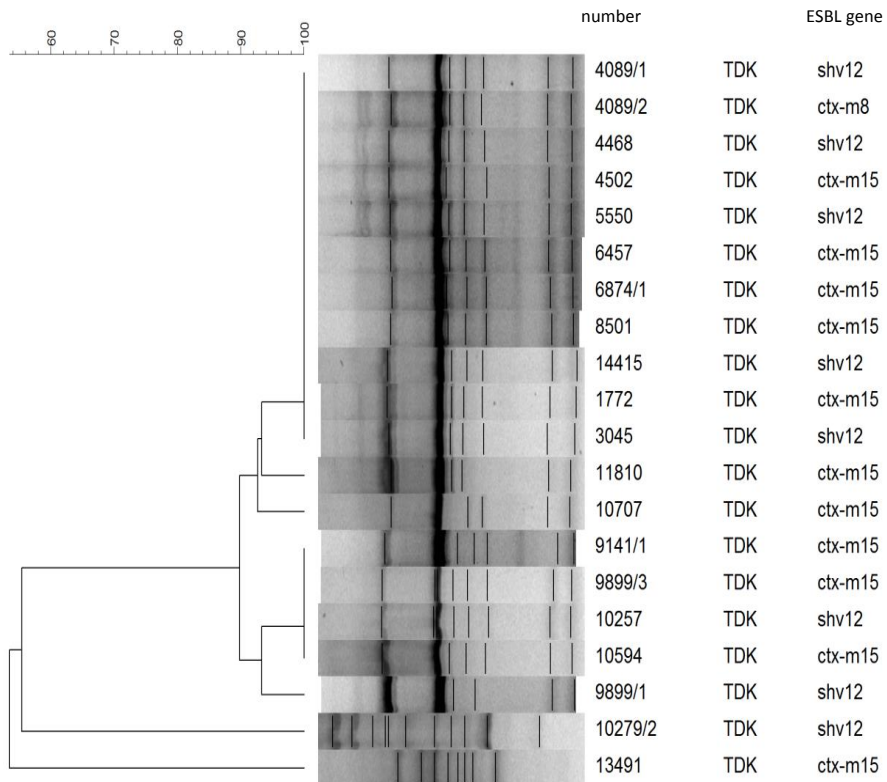 number ESBL gene
60 70 80 90 100
4089/1 TDK shv12
4089/2 TDK ctx-m8
4468 TDK shv12
4502 TDK ctx-m15
5550 TDK shv12
6457 TDK ctx-m15
6874/1 TDK ctx-m15
8501 TDK ctx-m15
14415 TDK shv12
1772 TDK ctx-m15
3045 TDK shv12
11810 TDK ctx-m15
10707 TDK ctx-m15
9141/1 TDK ctx-m15
9899/3 TDK ctx-m15
10257 TDK shv12
10594 TDK ctx-m15
9899/1 TDK shv12
10279/2 TDK shv12
13491 TDK ctx-m15